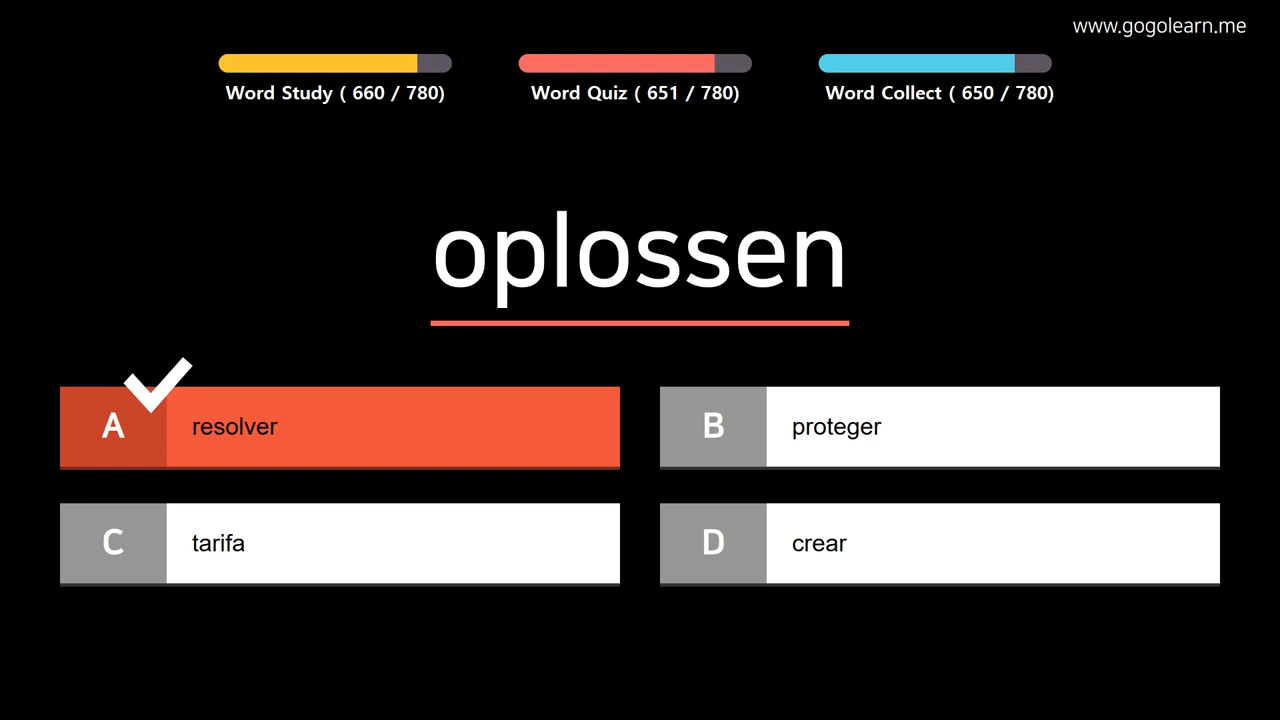 www.gogolearn.me
Word Study ( 660 / 780)
Word Quiz ( 651 / 780)
Word Collect ( 650 / 780)
oplossen
A resolver
B proteger
C tarifa
D crear